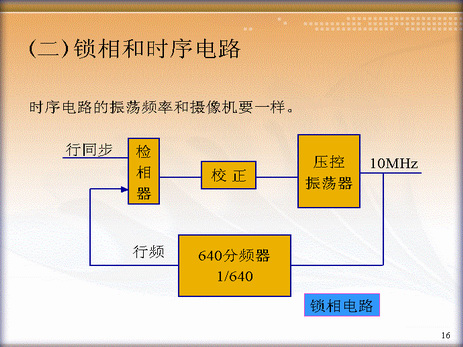 (二)锁相和时序电路
时序电路的振荡频率和摄像机要一样。
行同步
检相器
校正
压控
振荡器
10MHz
行频
640分频器
1/640
锁相电路
16